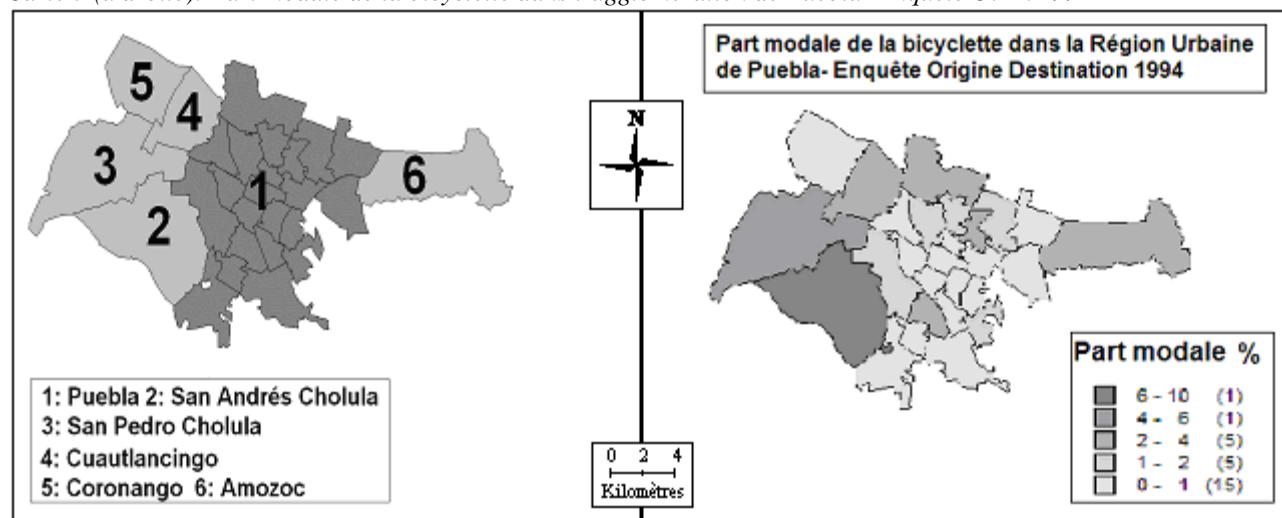 5
4
3
1
6
2
1: Puebla 2: San Andrés Cholula
3: San Pedro Cholula
4: Cuautlancingo
5: Coronango 6: Amozoc
N
0 2 4
Kilomètres
Part modale de la bicyclette dans la Région Urbaine
de Puebla- Enquête Origine Destination 1994
Part modale %
6 - 10 (1)
4 - 6 (1)
2 - 4 (5)
1 - 2 (5)
0 - 1 (15)